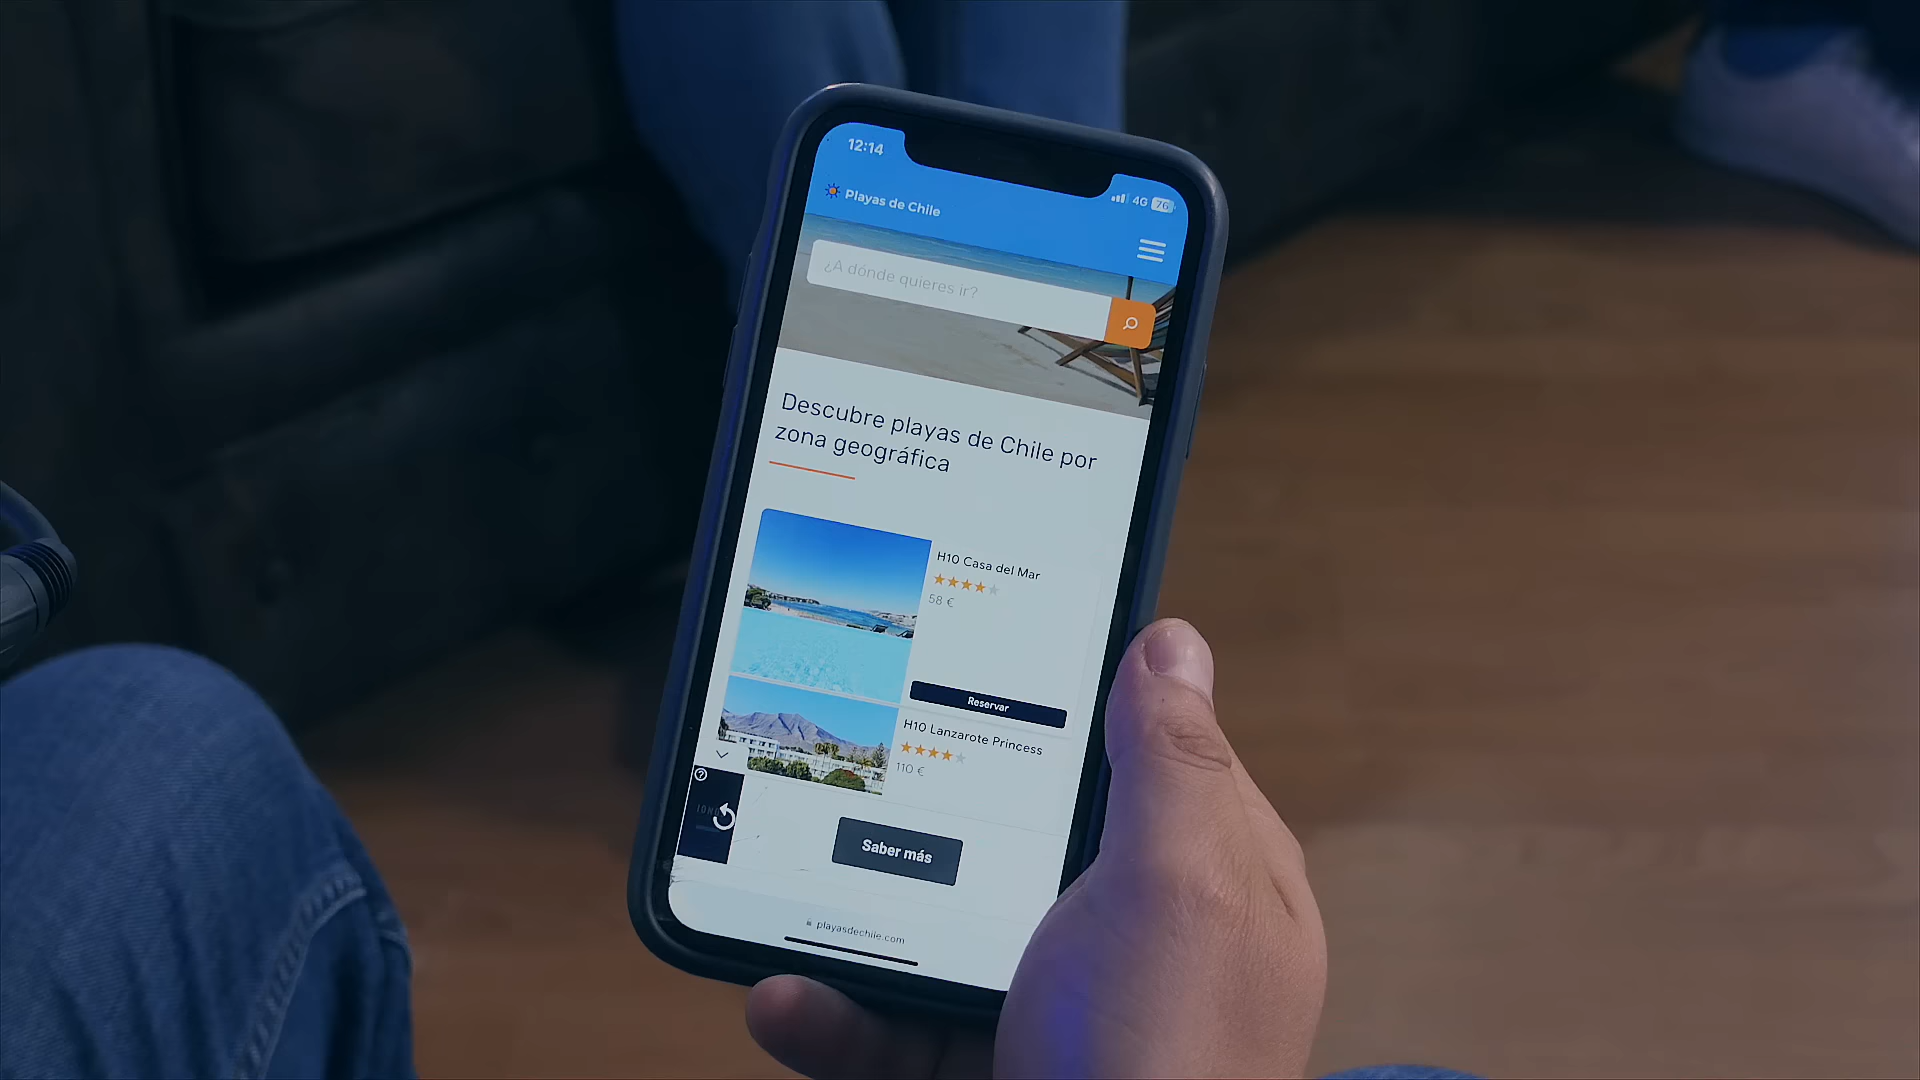 12:14
4G 76
Playas de Chile
¿A dónde quieres ir?
Descubre playas de Chile por
zona geográfica
H10 Casa del Mar
58 €
Reservar
H10 Lanzarote Princess
110 €
Saber más
playasdechile.com